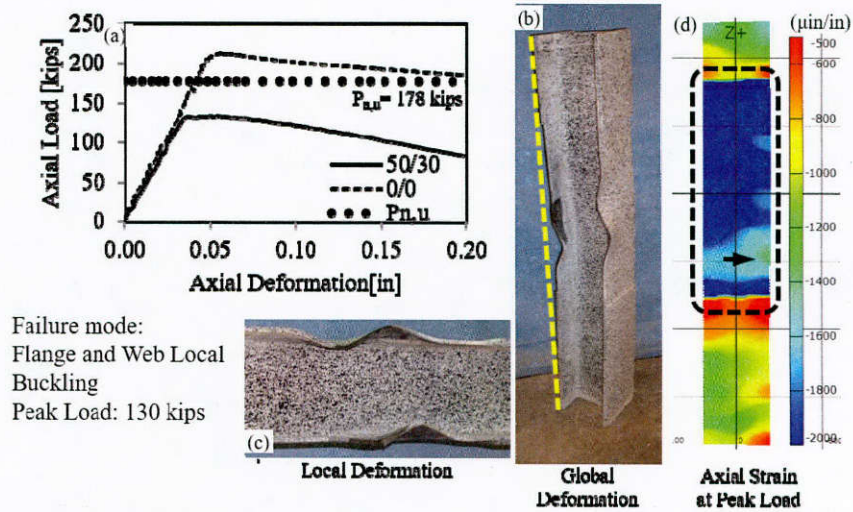 (a)
Axial Load [kips]
250
200
150
100
50
0
Pn,u= 178 kips
50/30
0/0
Pn,u
0.00
0.05
0.10
0.15
0.20
Axial Deformation[in]
Failure mode:
Flange and Web Local
Buckling
Peak Load: 130 kips
(c)
Local Deformation
(b)
Global
Deformation
(d)
Z+
(µin/in)
-500
-600
-800
-1000
-1200
-1400
-1600
-1800
-2000
.00
Axial Strain
at Peak Load